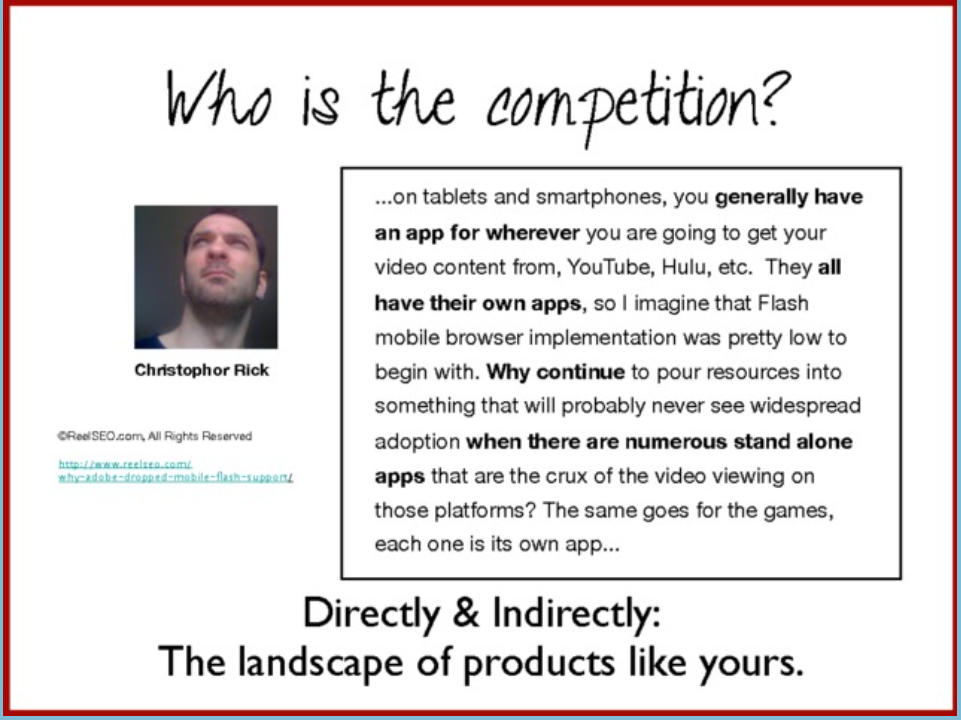 Who is the competition?
...on tablets and smartphones, you generally have
an app for wherever you are going to get your
video content from, YouTube, Hulu, etc.  They all
have their own apps, so I imagine that Flash
mobile browser implementation was pretty low to
begin with. Why continue to pour resources into
something that will probably never see widespread
adoption when there are numerous stand alone
apps that are the crux of the video viewing on
those platforms? The same goes for the games,
each one is its own app...
Christophor Rick
©ReelSEO.com, All Rights Reserved
http://www.reelseo.com/
why-adobe-dropped-mobile-flash-support/
Directly & Indirectly:
The landscape of products like yours.